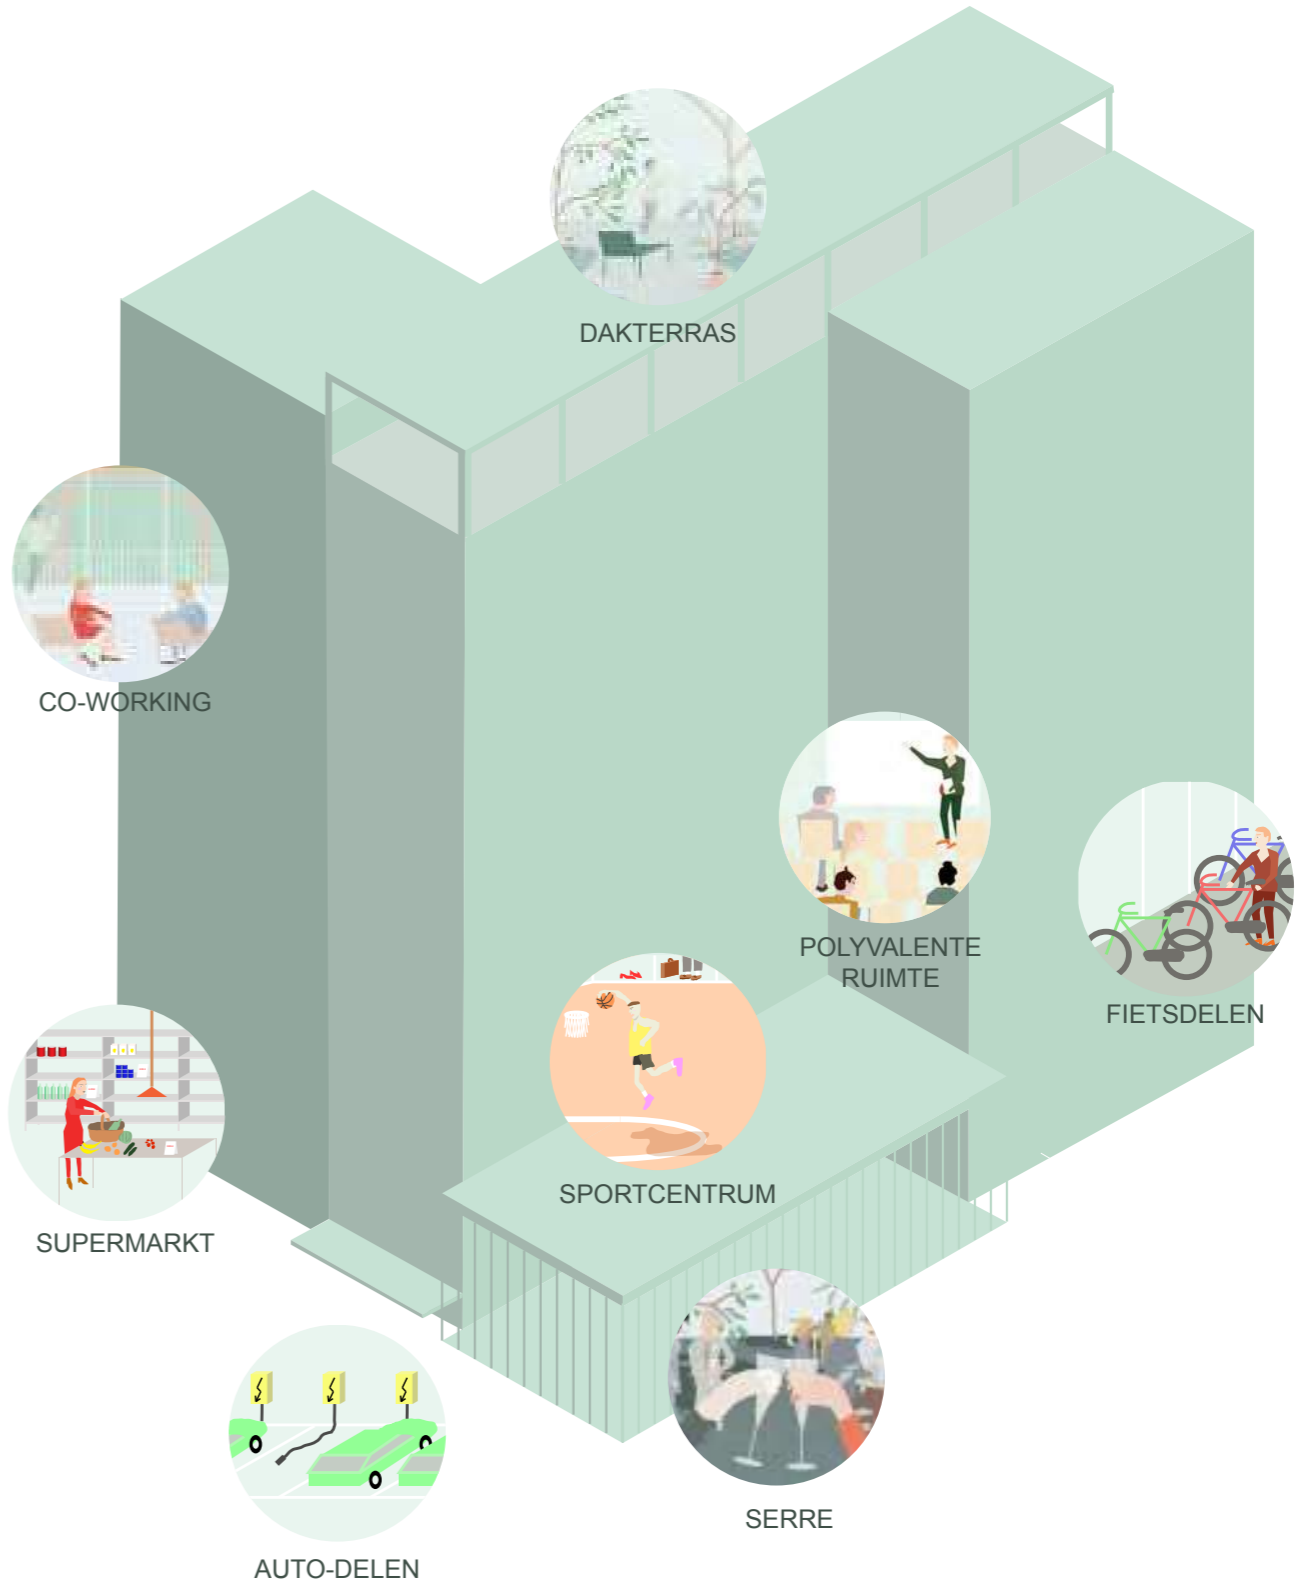 DAKTERRAS
CO-WORKING
POLYVALENTE
RUIMTE
FIETSDELEN
SPORTCENTRUM
SUPERMARKT
SERRE
AUTO-DELEN